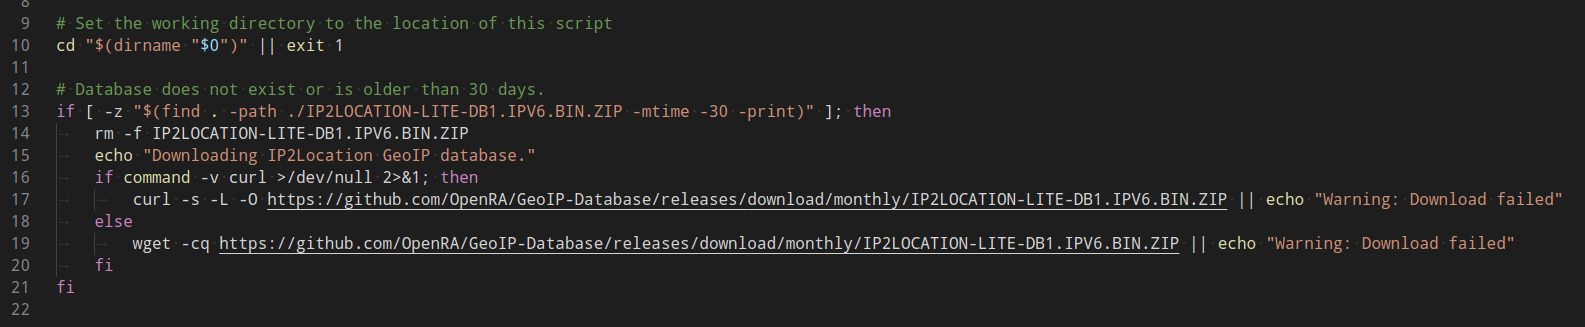 8
9 # Set the working directory to the location of this script
10 cd "$(dirname "$0")" || exit 1
11
12 # Database does not exist or is older than 30 days.
13 if [ -z "$(find . -path ./IP2LOCATION-LITE-DB1.IPV6.BIN.ZIP -mtime -30 -print)" ]; then
14 rm -f IP2LOCATION-LITE-DB1.IPV6.BIN.ZIP
15 echo "Downloading IP2Location GeoIP database."
16 if command -v curl >/dev/null 2>&1; then
17 curl -s -L -O https://github.com/OpenRA/GeoIP-Database/releases/download/monthly/IP2LOCATION-LITE-DB1.IPV6.BIN.ZIP || echo "Warning: Download failed"
18 else
19 wget -cq https://github.com/OpenRA/GeoIP-Database/releases/download/monthly/IP2LOCATION-LITE-DB1.IPV6.BIN.ZIP || echo "Warning: Download failed"
20 fi
21 fi
22